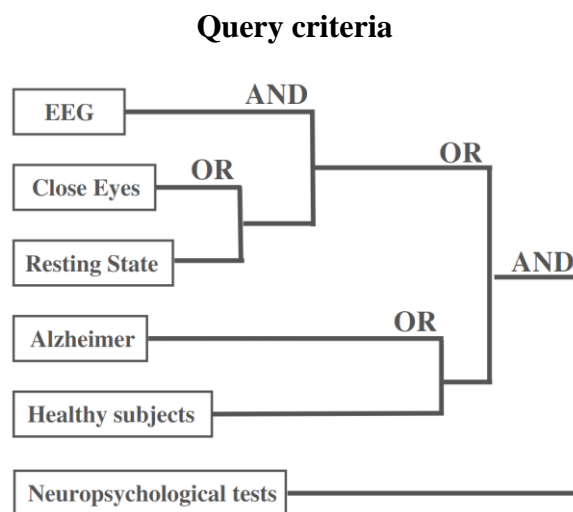 Query criteria
AND
EEG
OR
Close Eyes
OR
Resting State
AND
OR
Alzheimer
Healthy subjects
Neuropsychological tests